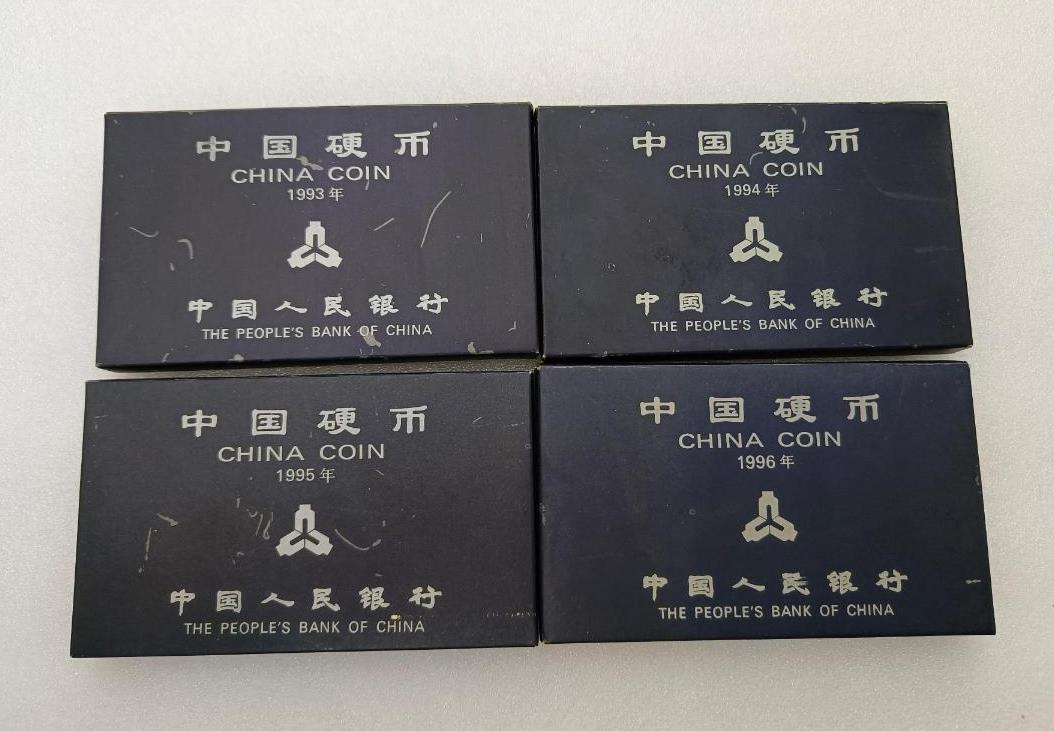 中国硬币
CHINA COIN
1993年
中国人民银行
THE PEOPLE'S BANK OF CHINA
中国硬币
CHINA COIN
1994年
中国人民银行
THE PEOPLE'S BANK OF CHINA
中国硬币
CHINA COIN
1995年
中国人民银行
THE PEOPLE'S BANK OF CHINA
中国硬币
CHINA COIN
1996年
中国人民银行
THE PEOPLE'S BANK OF CHINA